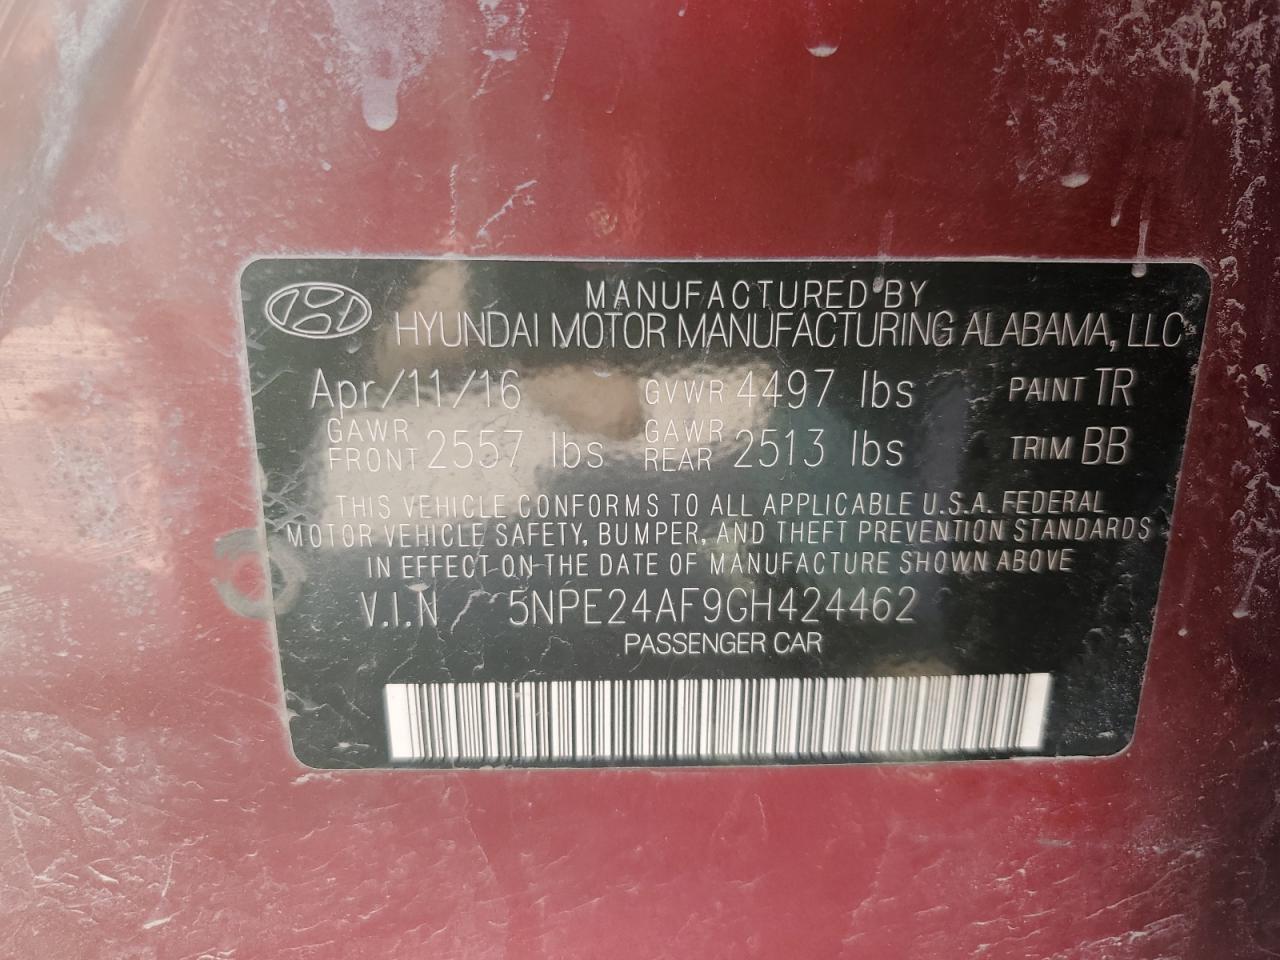 MANUFACTURED BY
HYUNDAI MOTOR MANUFACTURING ALABAMA, LLC
Apr/11/16 GVWR 4497 lbs PAINT TR
GAWR FRONT 2557 lbs GAWR REAR 2513 lbs TRIM BB
THIS VEHICLE CONFORMS TO ALL APPLICABLE U.S.A. FEDERAL
MOTOR VEHICLE SAFETY, BUMPER, AND THEFT PREVENTION STANDARDS
IN EFFECT ON THE DATE OF MANUFACTURE SHOWN ABOVE
V.I.N 5NPE24AF9GH424462
PASSENGER CAR